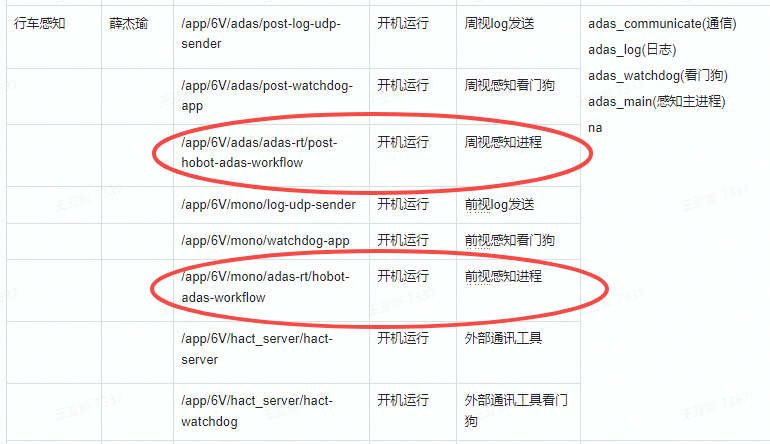 行车感知
薛杰瑜
/app/6V/adas/post-log-udp-
sender
开机运行
周视log发送
/app/6V/adas/post-watchdog-
app
开机运行
周视感知看门狗
/app/6V/adas/adas-rt/post-
hobot-adas-workflow
开机运行
周视感知进程
/app/6V/mono/log-udp-sender
开机运行
前视log发送
/app/6V/mono/watchdog-app
开机运行
前视感知看门狗
/app/6V/mono/adas-rt/hobot-
adas-workflow
开机运行
前视感知进程
/app/6V/hact_server/hact-
server
开机运行
外部通讯工具
/app/6V/hact_server/hact-
watchdog
开机运行
外部通讯工具看门
狗
adas_communicate(通信)
adas_log(日志)
adas_watchdog(看门狗)
adas_main(感知主进程)
na